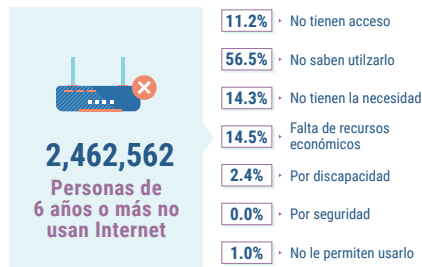 2,462,562
Personas de
6 años o más no
usan Internet
11.2% No tienen acceso
56.5% No saben utilzarlo
14.3% No tienen la necesidad
14.5% Falta de recursos
económicos
2.4% Por discapacidad
0.0% Por seguridad
1.0% No le permiten usarlo